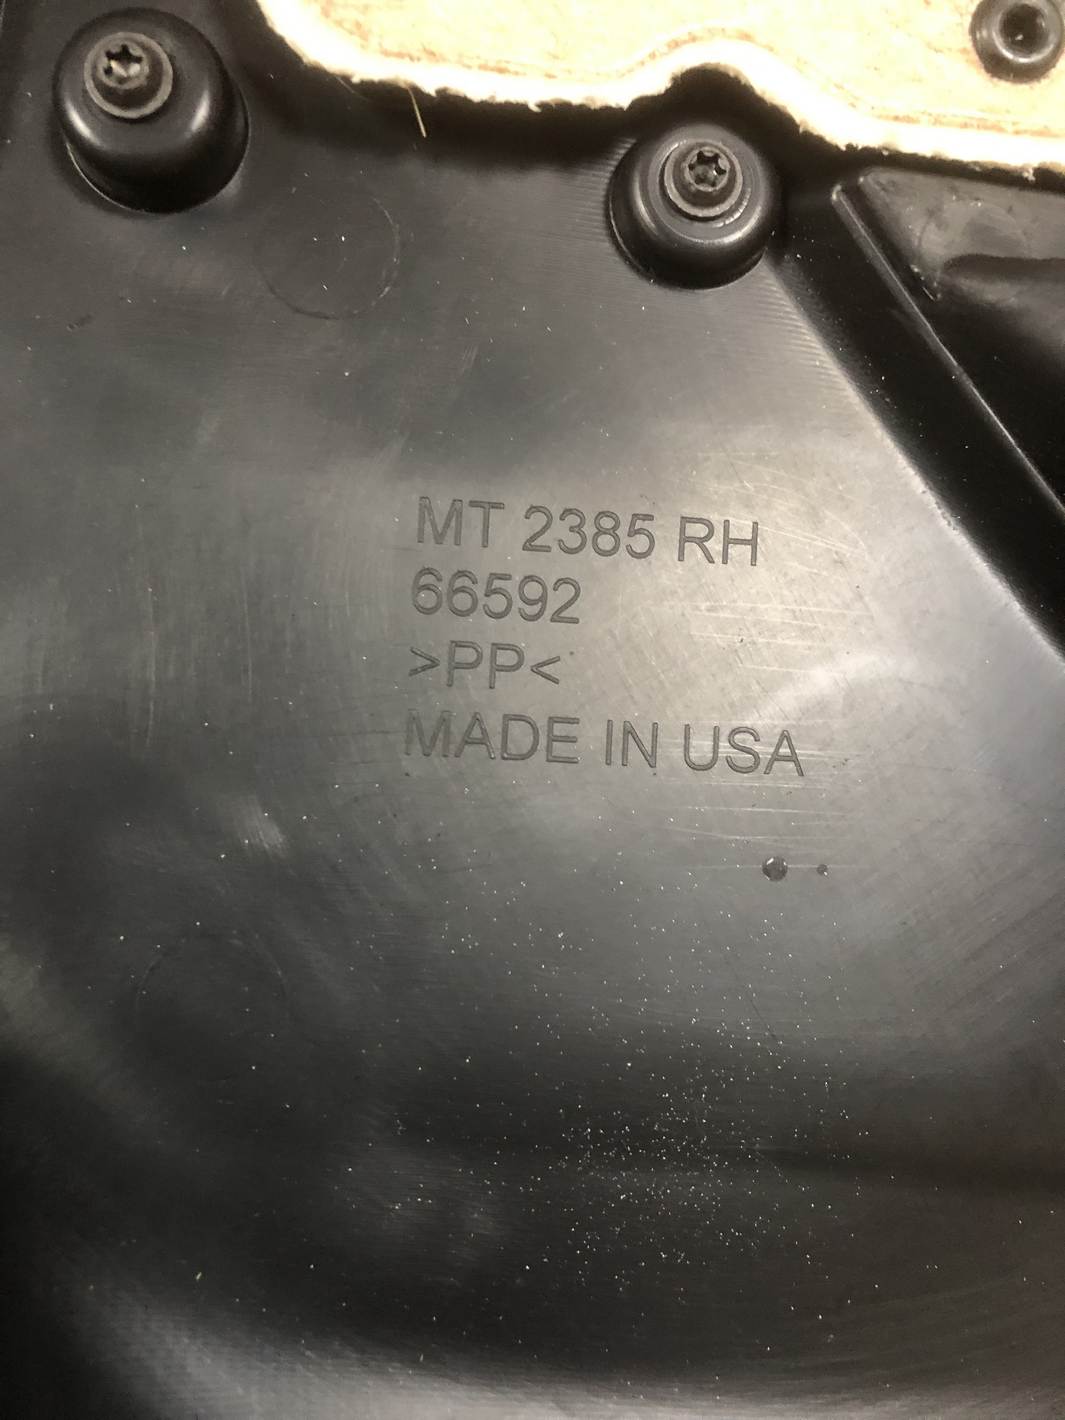 MT 2385 RH
66592
>PP<
MADE IN USA